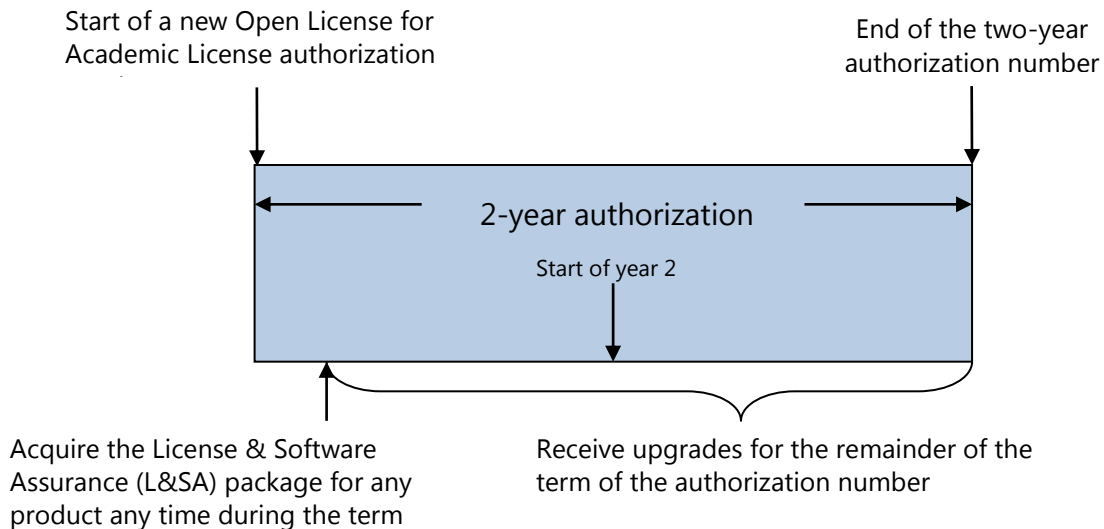 Start of a new Open License for
Academic License authorization
End of the two-year
authorization number
2-year authorization
Start of year 2
Acquire the License & Software
Assurance (L&SA) package for any
product any time during the term
Receive upgrades for the remainder of the
term of the authorization number